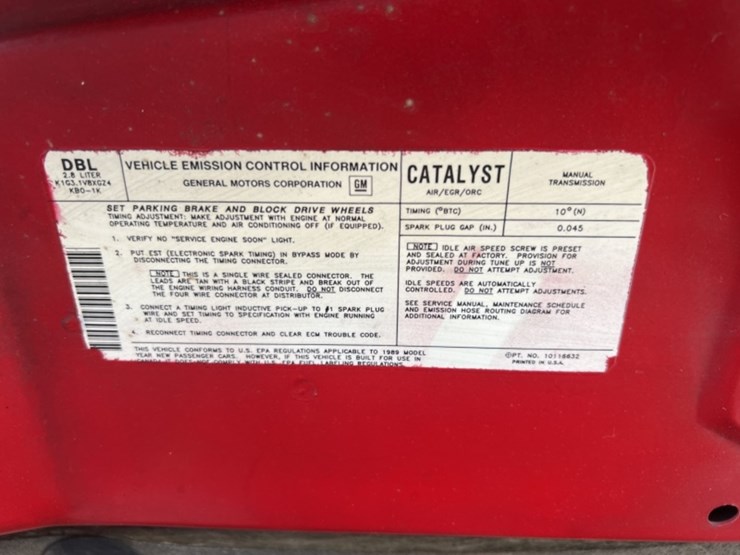 DBL
2.8 LITER
K1G3.1V8XGZ4
KBO-1K
VEHICLE EMISSION CONTROL INFORMATION
GENERAL MOTORS CORPORATION GM
CATALYST
AIR/EGR/ORC
MANUAL
TRANSMISSION
SET PARKING BRAKE AND BLOCK DRIVE WHEELS
TIMING ADJUSTMENT: MAKE ADJUSTMENT WITH ENGINE AT NORMAL
OPERATING TEMPERATURE AND AIR CONDITIONING OFF (IF EQUIPPED).
1. VERIFY NO "SERVICE ENGINE SOON" LIGHT.
2. PUT EST (ELECTRONIC SPARK TIMING) IN BYPASS MODE BY
DISCONNECTING THE TIMING CONNECTOR.
NOTE THIS IS A SINGLE WIRE SEALED CONNECTOR. THE
LEADS ARE TAN WITH A BLACK STRIPE AND BREAK OUT OF
THE ENGINE WIRING HARNESS CONDUIT. DO NOT DISCONNECT
THE FOUR WIRE CONNECTOR AT DISTRIBUTOR.
3. CONNECT A TIMING LIGHT INDUCTIVE PICK-UP TO #1 SPARK PLUG
WIRE AND SET TIMING TO SPECIFICATION WITH ENGINE RUNNING
AT IDLE SPEED.
4. RECONNECT TIMING CONNECTOR AND CLEAR ECM TROUBLE CODE.
TIMING (°BTC) 10° (N)
SPARK PLUG GAP (IN.) 0.045
NOTE IDLE AIR SPEED SCREW IS PRESET
AND SEALED AT FACTORY. PROVISION FOR
ADJUSTMENT DURING TUNE UP IS NOT
PROVIDED. DO NOT ATTEMPT ADJUSTMENT.
IDLE SPEEDS ARE AUTOMATICALLY
CONTROLLED. DO NOT ATTEMPT ADJUSTMENTS.
SEE SERVICE MANUAL, MAINTENANCE SCHEDULE
AND EMISSION HOSE ROUTING DIAGRAM FOR
ADDITIONAL INFORMATION.
THIS VEHICLE CONFORMS TO U.S. EPA REGULATIONS APPLICABLE TO 1989 MODEL
YEAR NEW PASSENGER CARS. HOWEVER, IF THIS VEHICLE IS BUILT FOR USE IN
CANADA IT DOES NOT COMPLY WITH U.S. EPA FUEL LABELING REGULATIONS.
©PT. NO. 10118632
PRINTED IN U.S.A.